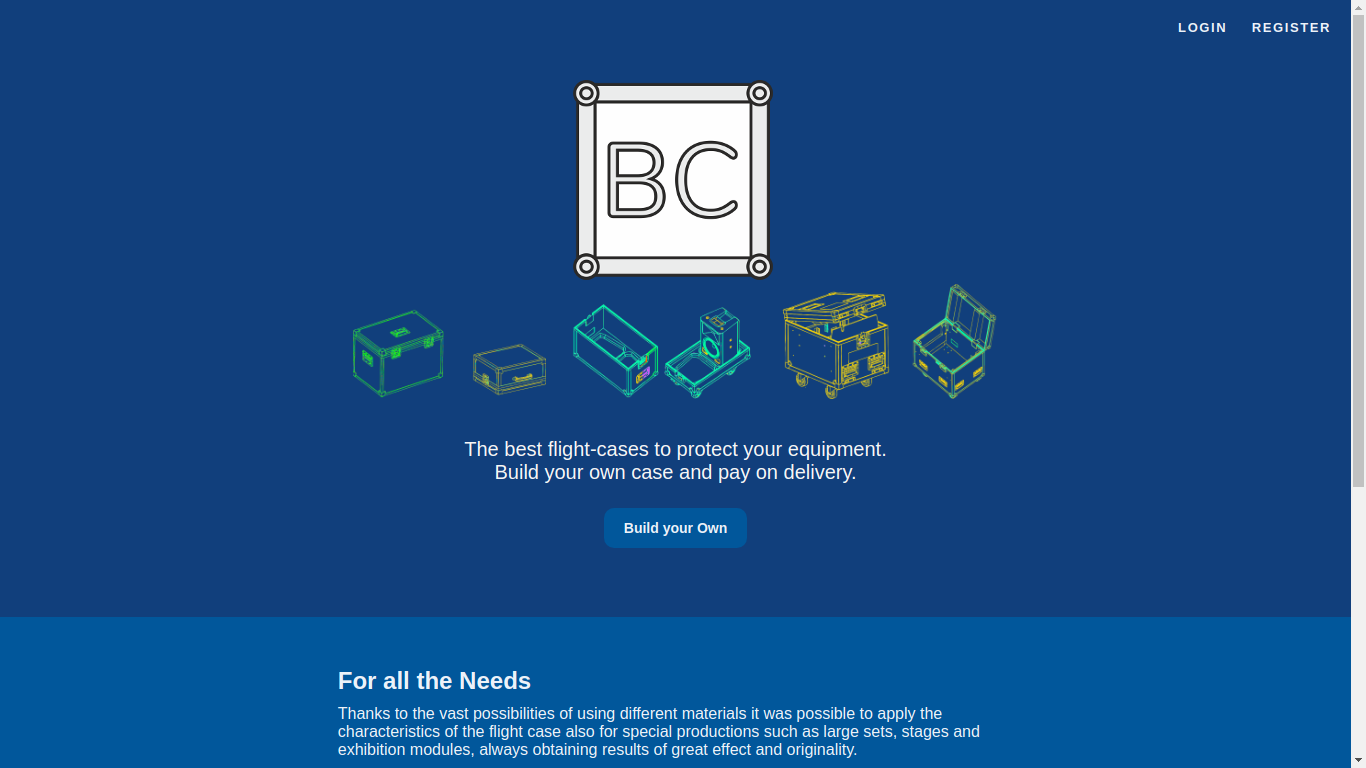 LOGIN REGISTER
BC
The best flight-cases to protect your equipment.
Build your own case and pay on delivery.
Build your Own
For all the Needs
Thanks to the vast possibilities of using different materials it was possible to apply the
characteristics of the flight case also for special productions such as large sets, stages and
exhibition modules, always obtaining results of great effect and originality.